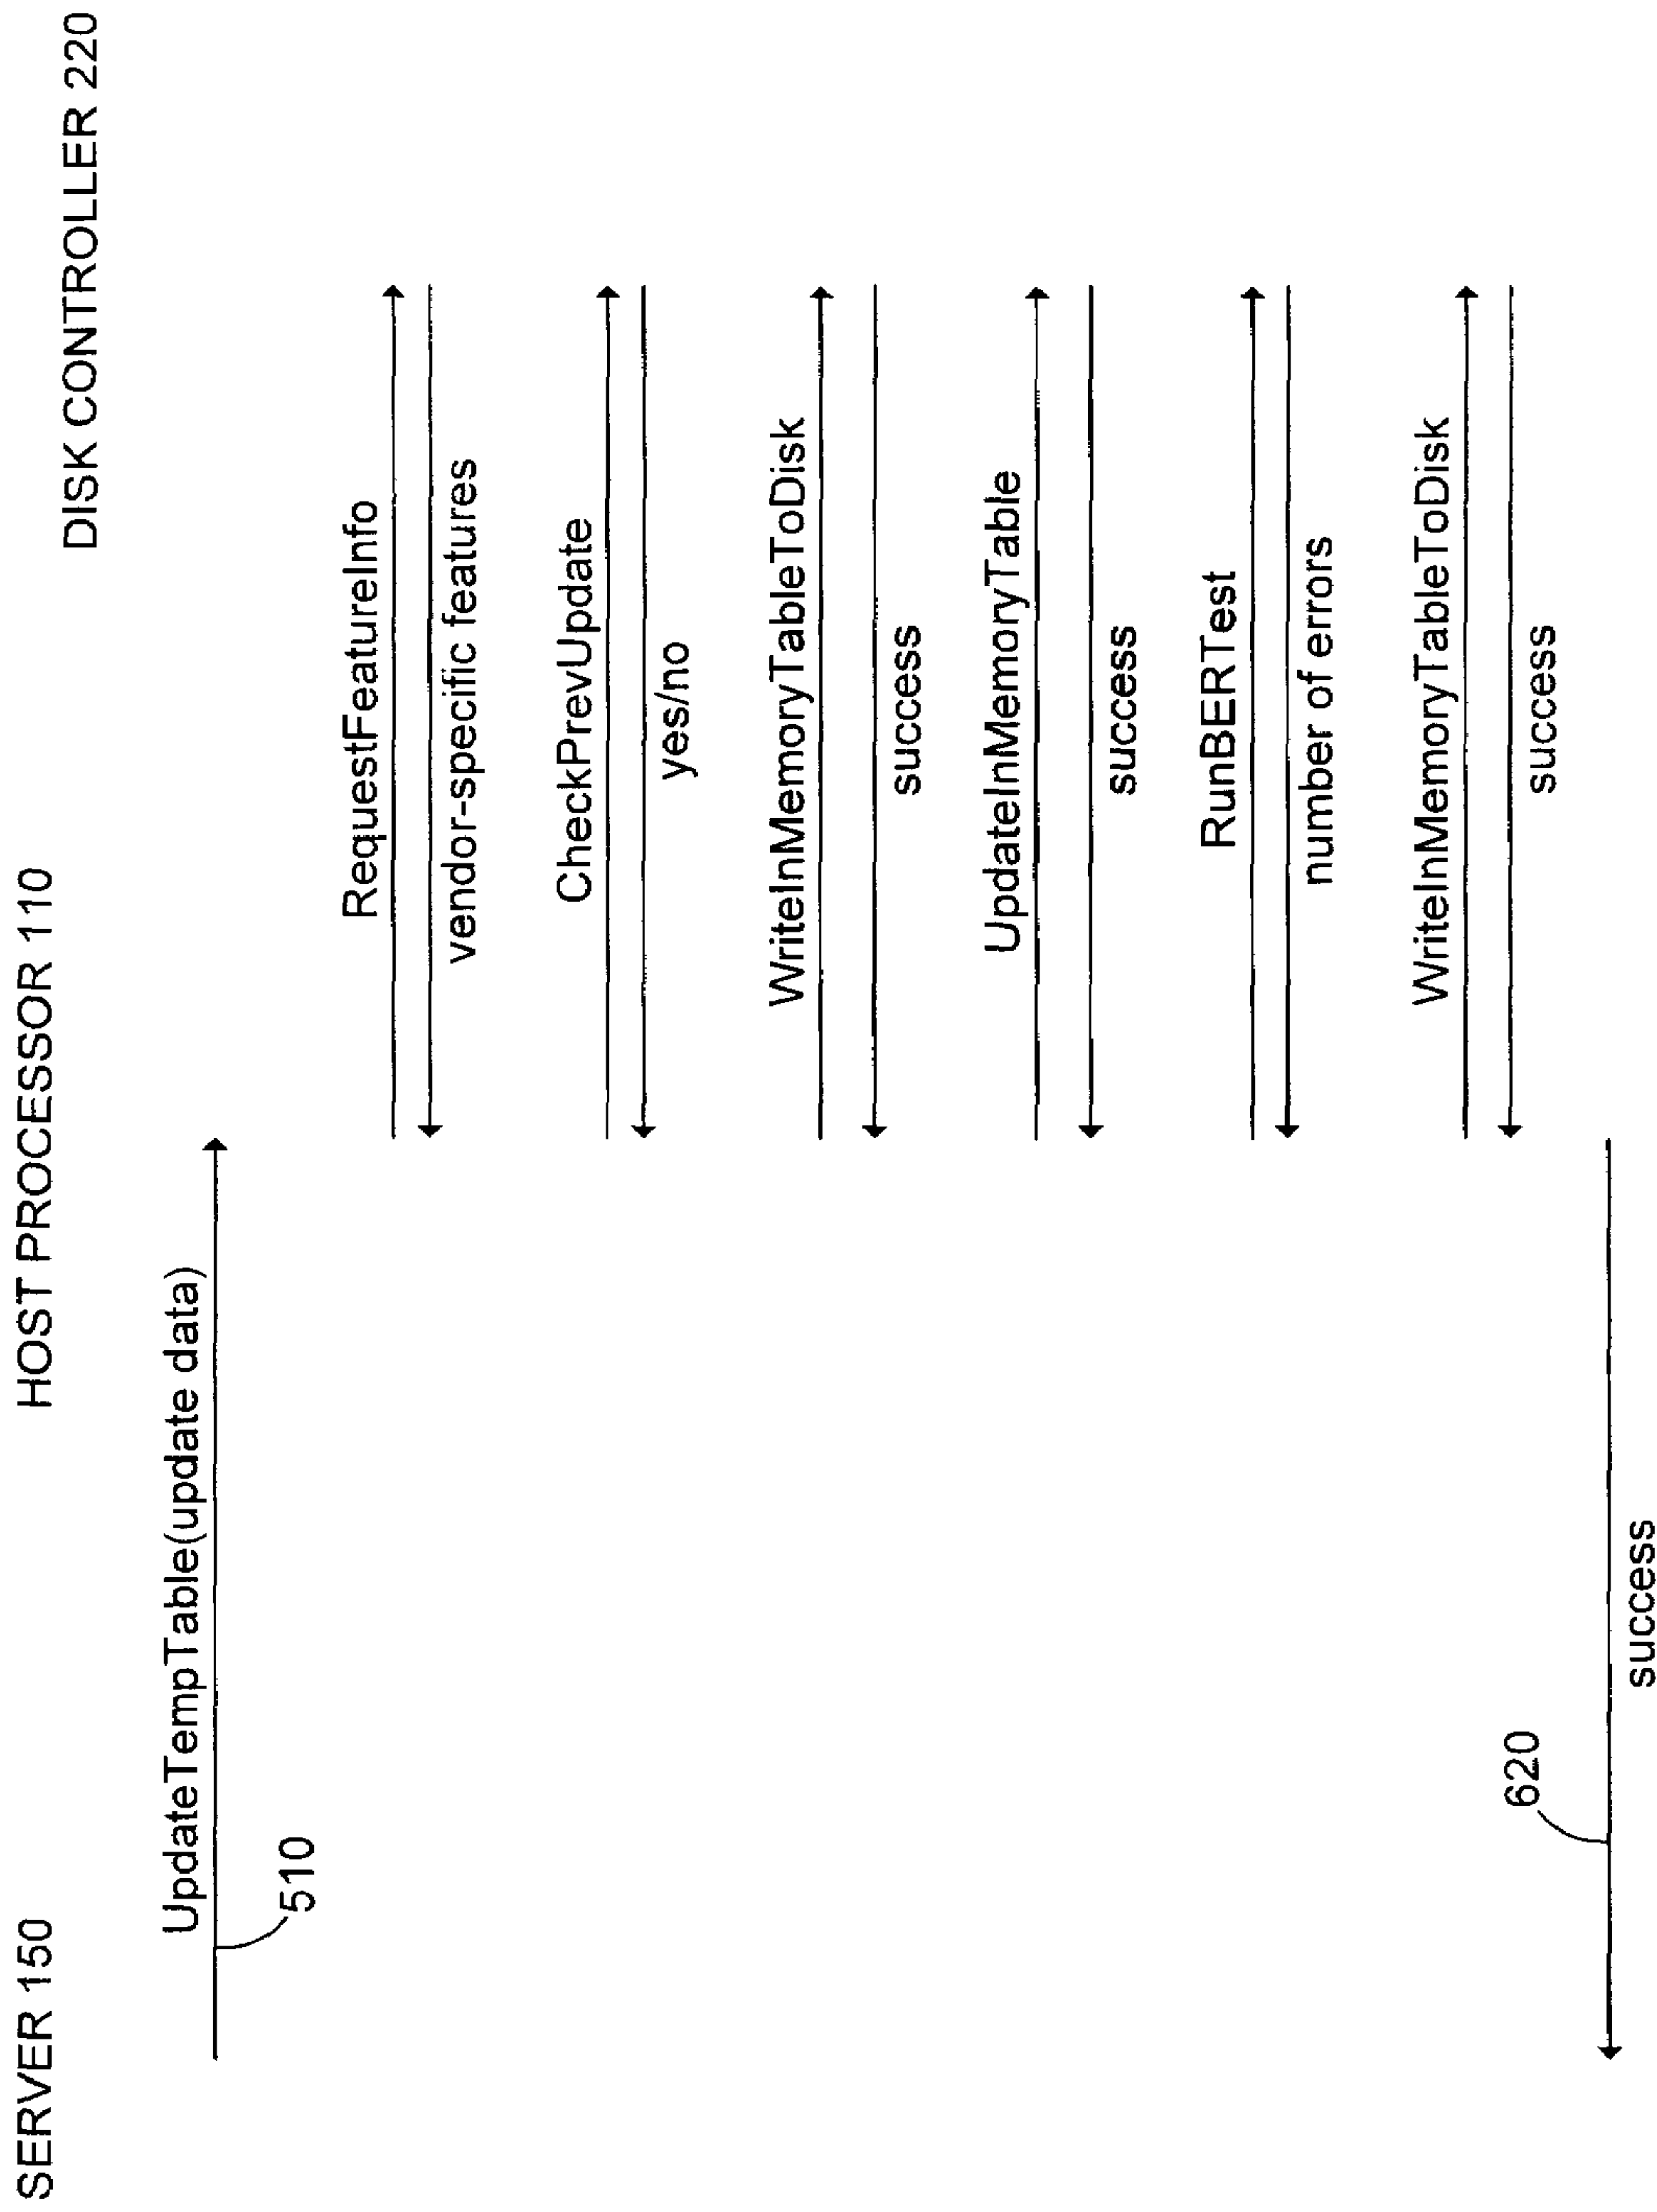 SERVER 150
HOST PROCESSOR 110
DISK CONTROLLER 220
UpdateTempTable(update data)
510
RequestFeatureInfo
vendor-specific features
CheckPrevUpdate
yes/no
WriteInMemoryTableToDisk
success
UpdateInMemoryTable
success
RunBERTest
number of errors
WriteInMemoryTableToDisk
success
620
success